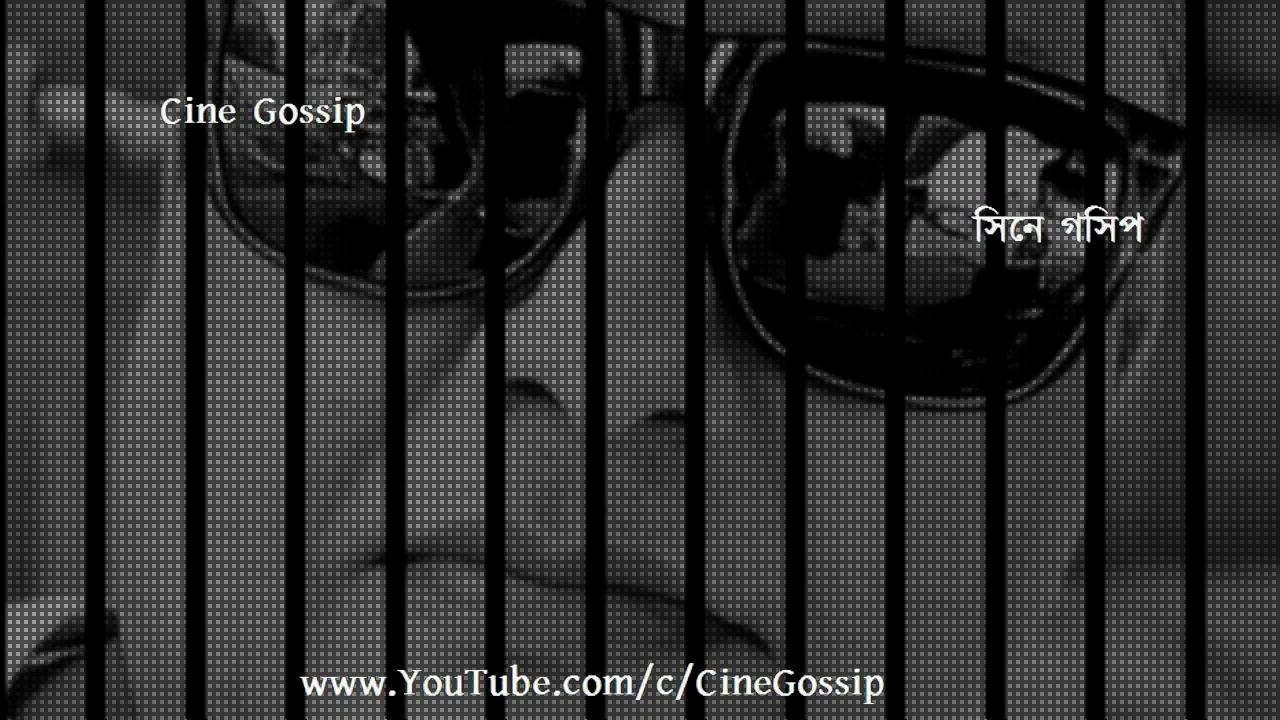 Cine Gossip
সিনে গসিপ
www.YouTube.com/c/CineGossip